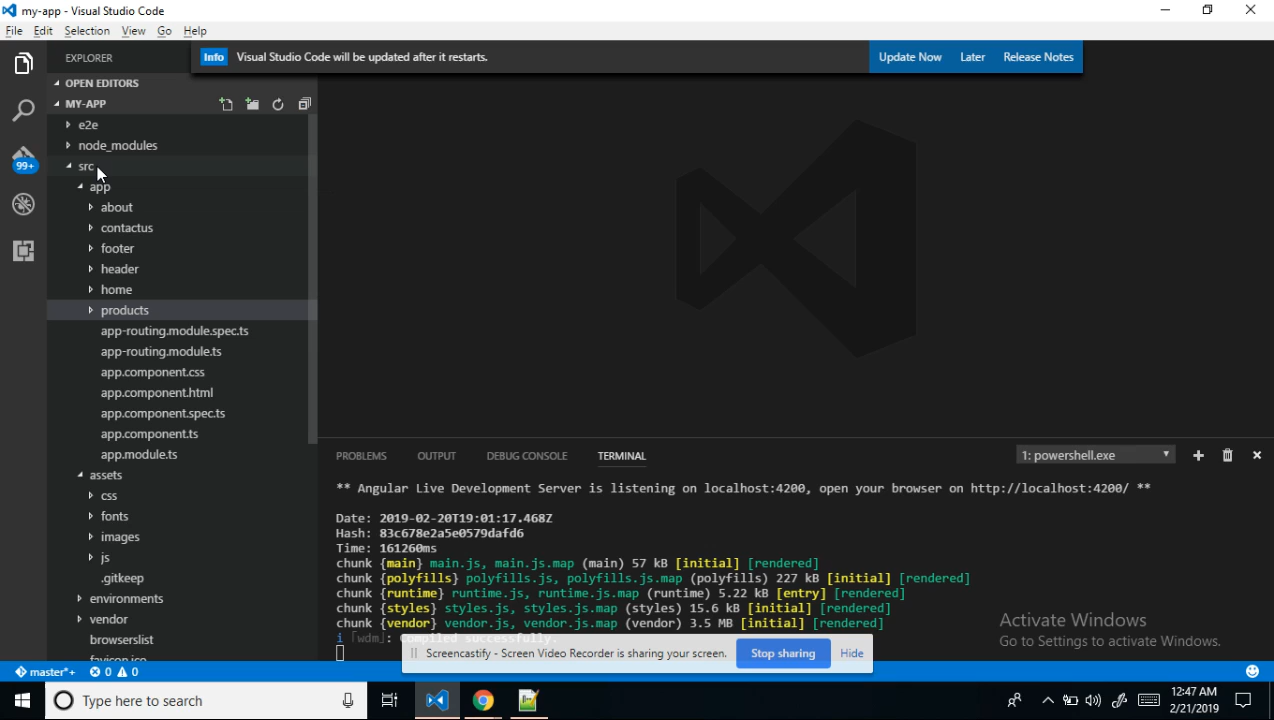 my-app - Visual Studio Code
File Edit Selection View Go Help
EXPLORER
Info Visual Studio Code will be updated after it restarts. Update Now Later Release Notes
OPEN EDITORS
MY-APP
e2e
node_modules
src
app
about
contactus
footer
header
home
products
app-routing.module.spec.ts
app-routing.module.ts
app.component.css
app.component.html
app.component.spec.ts
app.component.ts
app.module.ts
assets
css
fonts
images
js
.gitkeep
environments
vendor
browserslist
favicon.ico
99+
PROBLEMS OUTPUT DEBUG CONSOLE TERMINAL 1: powershell.exe
** Angular Live Development Server is listening on localhost:4200, open your browser on http://localhost:4200/ **
Date: 2019-02-20T19:01:17.468Z
Hash: 83c678e2a5e0579dafd6
Time: 161260ms
chunk {main} main.js, main.js.map (main) 57 kB [initial] [rendered]
chunk {polyfills} polyfills.js, polyfills.js.map (polyfills) 227 kB [initial] [rendered]
chunk {runtime} runtime.js, runtime.js.map (runtime) 5.22 kB [entry] [rendered]
chunk {styles} styles.js, styles.js.map (styles) 15.6 kB [initial] [rendered]
chunk {vendor} vendor.js, vendor.js.map (vendor) 3.5 MB [initial] [rendered]
i ｢wdm｣: Compiled successfully.
Activate Windows
Go to Settings to activate Windows.
Screencastify - Screen Video Recorder is sharing your screen. Stop sharing Hide
master*+ 0 0
Type here to search
12:47 AM
2/21/2019